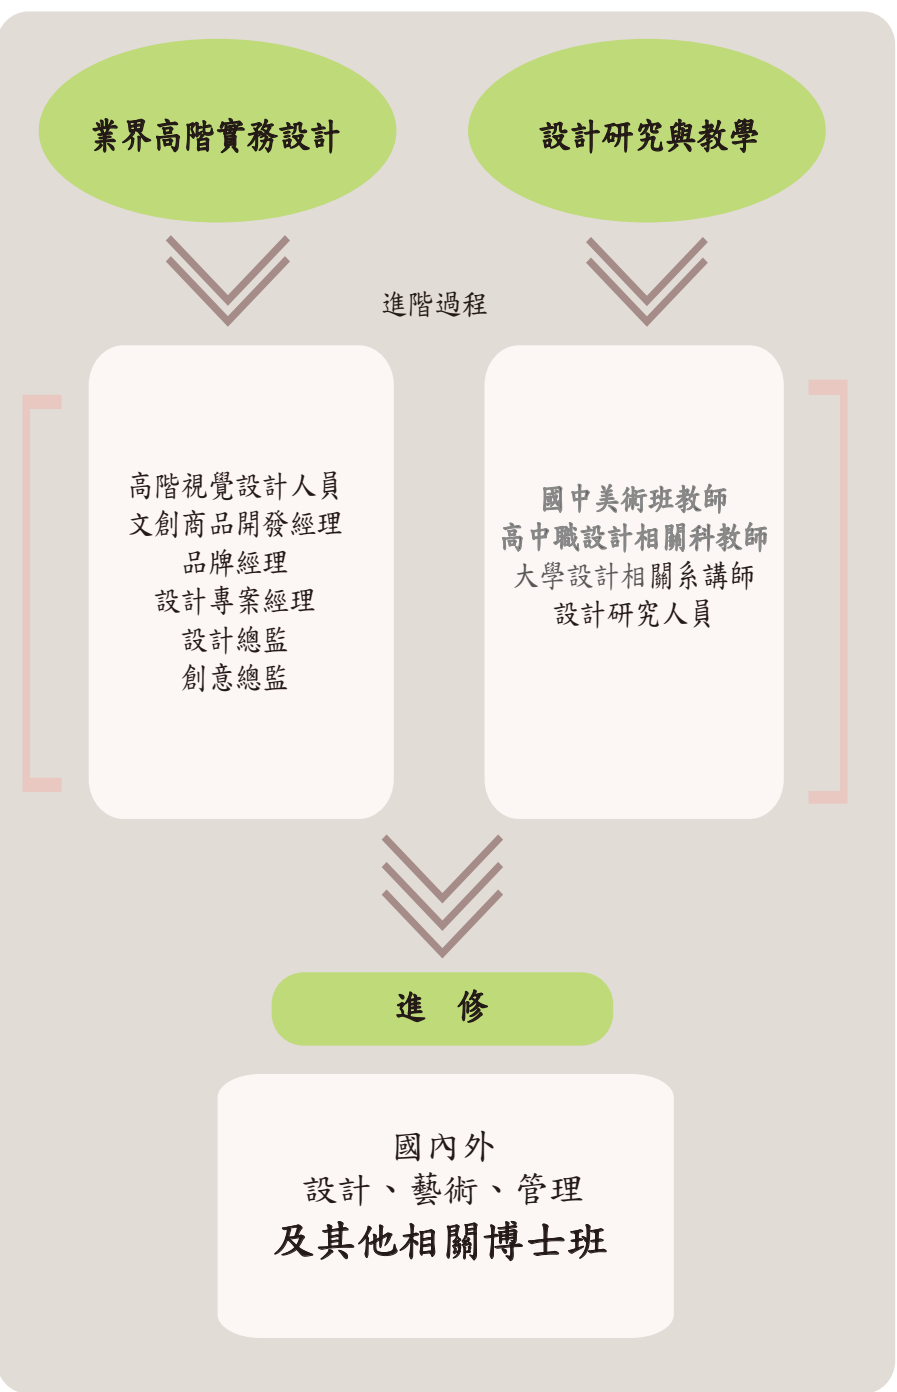 業界高階實務設計
設計研究與教學
進階過程
高階視覺設計人員
文創商品開發經理
品牌經理
設計專案經理
設計總監
創意總監
國中美術班教師
高中職設計相關科教師
大學設計相關系講師
設計研究人員
進 修
國內外
設計、藝術、管理
及其他相關博士班